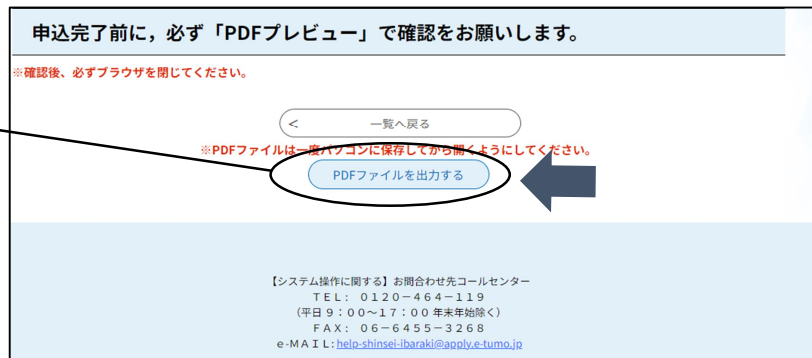 申込完了前に，必ず「PDFプレビュー」で確認をお願いします。
※確認後、必ずブラウザを閉じてください。
< 一覧へ戻る
※PDFファイルは一度パソコンに保存してから開くようにしてください。
PDFファイルを出力する
【システム操作に関する】お問合わせ先コールセンター
ＴＥＬ： ０１２０－４６４－１１９
（平日９：００～１７：００ 年末年始除く）
ＦＡＸ： ０６－６４５５－３２６８
ｅ-ＭＡＩＬ: help-shinsei-ibaraki@apply.e-tumo.jp